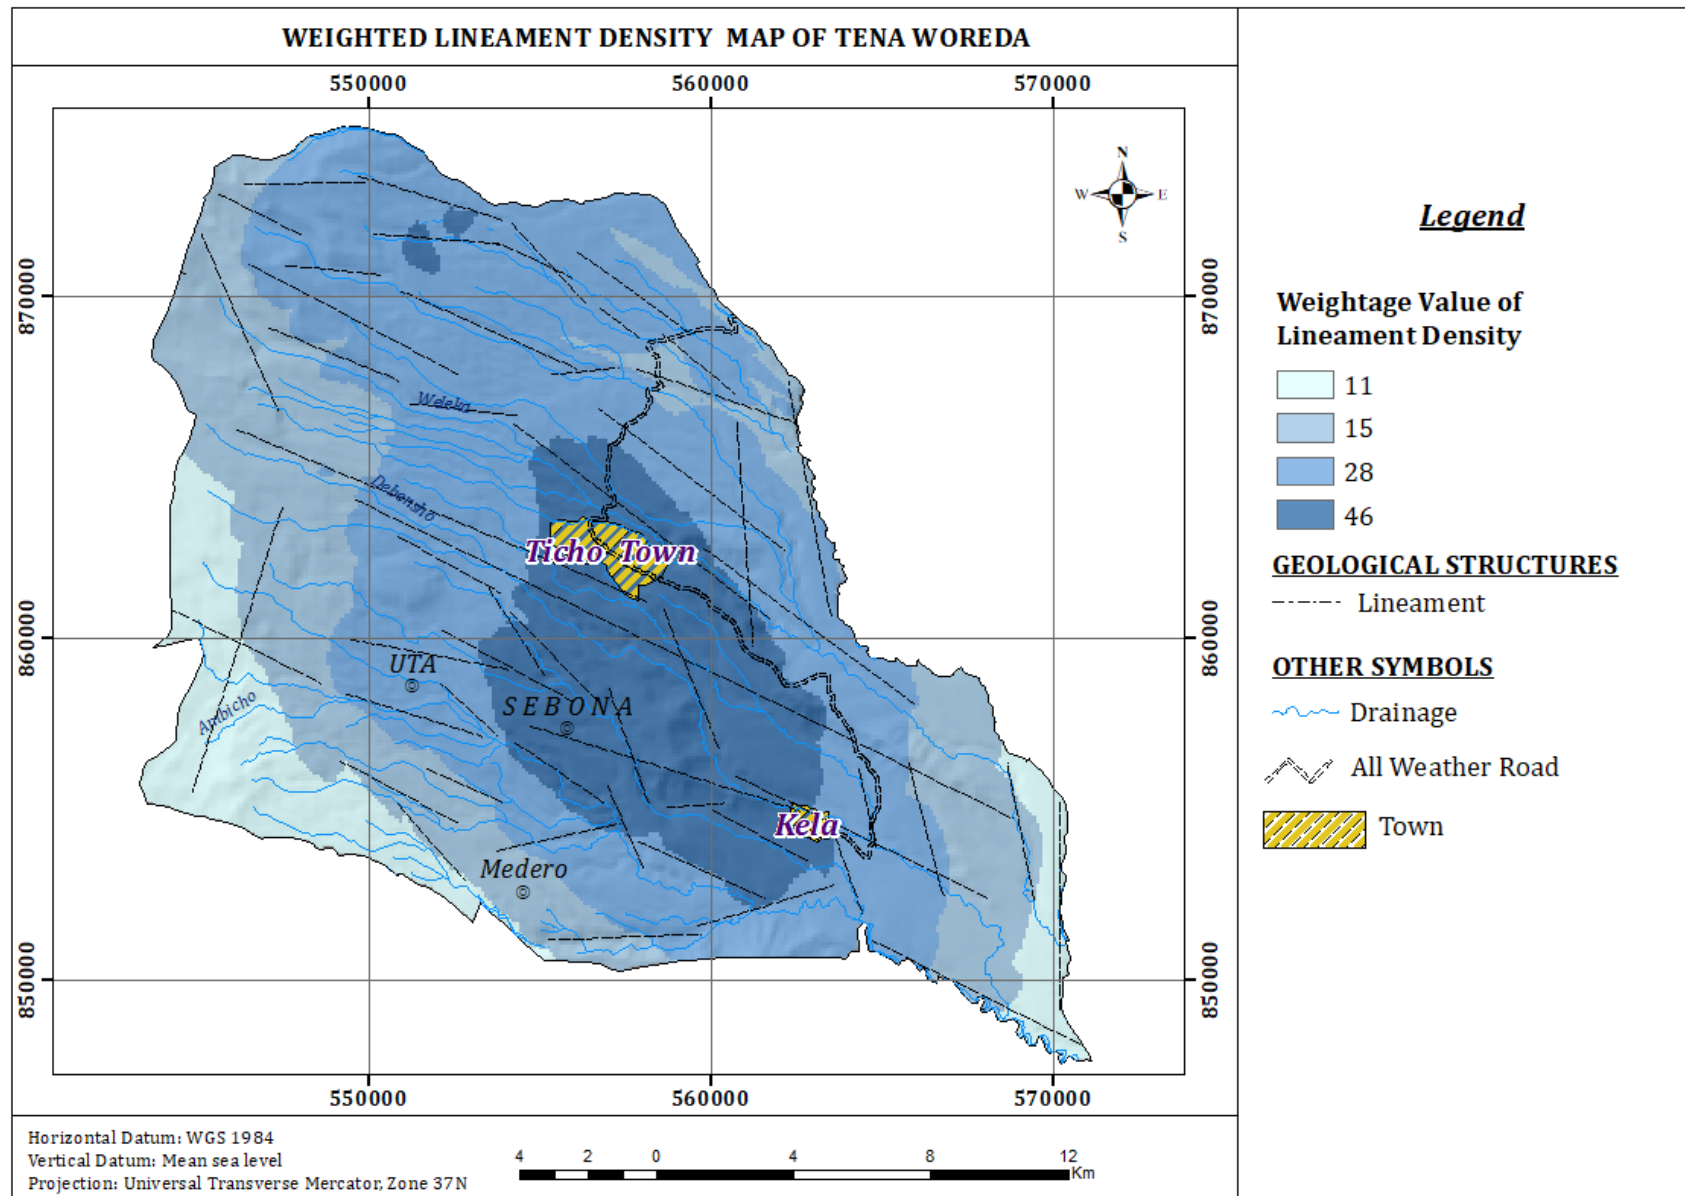 WEIGHTED LINEAMENT DENSITY MAP OF TENA WOREDA
550000 560000 570000
N
W E
S
870000 870000
Weleka
Debansho
Ticho Town
860000 860000
UTA
SEBONA
Ambicho
Kela
Medero
850000 850000
550000 560000 570000
Legend
Weightage Value of
Lineament Density
11
15
28
46
GEOLOGICAL STRUCTURES
Lineament
OTHER SYMBOLS
Drainage
All Weather Road
Town
Horizontal Datum: WGS 1984
Vertical Datum: Mean sea level
Projection: Universal Transverse Mercator, Zone 37N
4 2 0 4 8 12
Km